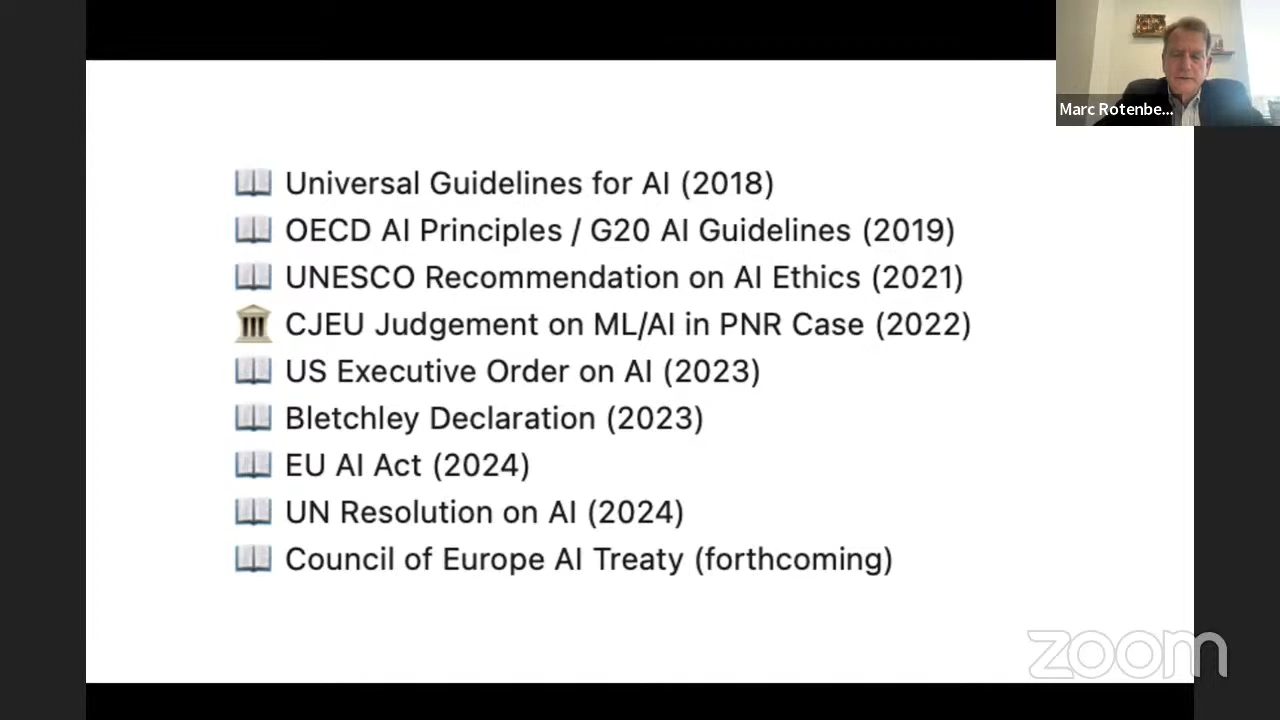 Marc Rotenbe...
Universal Guidelines for AI (2018)
OECD AI Principles / G20 AI Guidelines (2019)
UNESCO Recommendation on AI Ethics (2021)
CJEU Judgement on ML/AI in PNR Case (2022)
US Executive Order on AI (2023)
Bletchley Declaration (2023)
EU AI Act (2024)
UN Resolution on AI (2024)
Council of Europe AI Treaty (forthcoming)
zoom